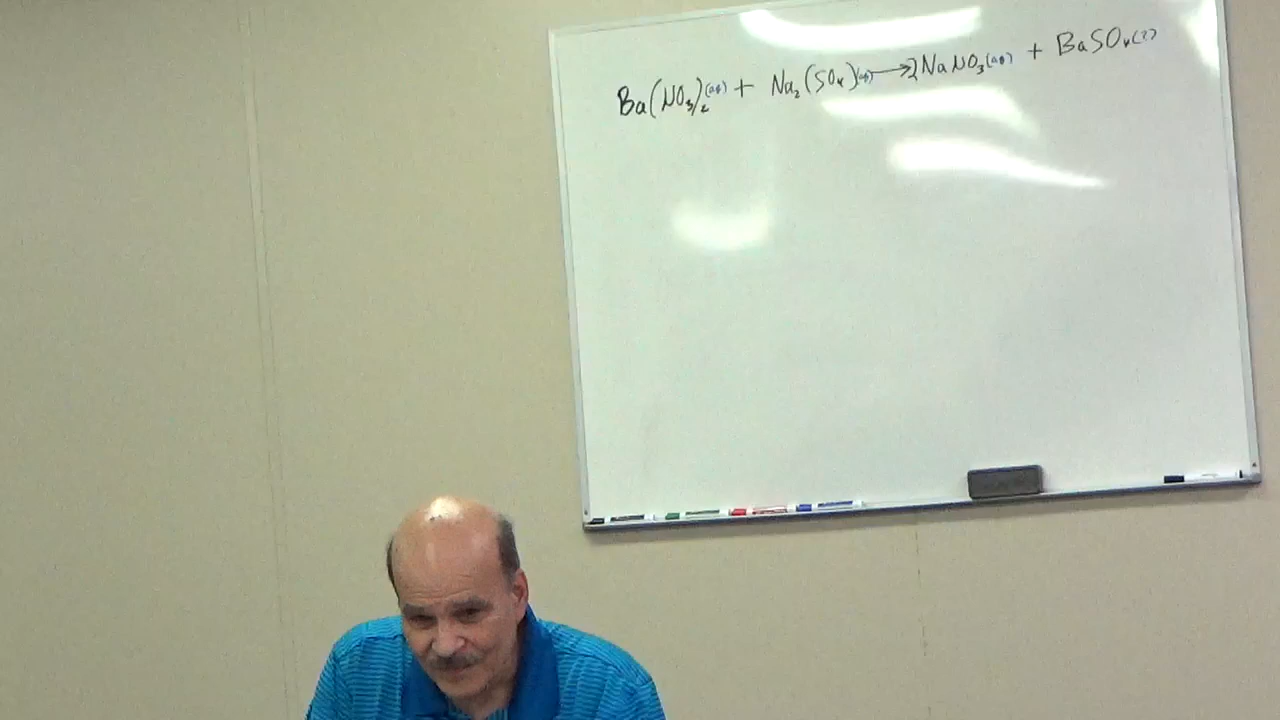 Ba(NO₃)₂(aq) + Na₂(SO₄)(aq) → 2NaNO₃(aq) + BaSO₄(?)